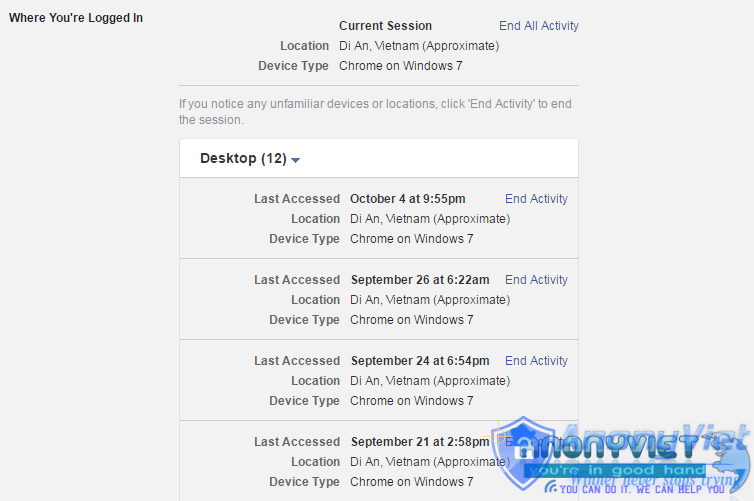 Where You're Logged In
Current Session End All Activity
Location Di An, Vietnam (Approximate)
Device Type Chrome on Windows 7
If you notice any unfamiliar devices or locations, click 'End Activity' to end
the session.
Desktop (12)
Last Accessed October 4 at 9:55pm End Activity
Location Di An, Vietnam (Approximate)
Device Type Chrome on Windows 7
Last Accessed September 26 at 6:22am End Activity
Location Di An, Vietnam (Approximate)
Device Type Chrome on Windows 7
Last Accessed September 24 at 6:54pm End Activity
Location Di An, Vietnam (Approximate)
Device Type Chrome on Windows 7
Last Accessed September 21 at 2:58pm End Activity
Location Di An, Vietnam (Approximate)
Device Type Chrome on Windows 7
AnonyViet
ANONYVIET
you're in good hand
Winner never stops trying
YOU CAN DO IT. WE CAN HELP YOU